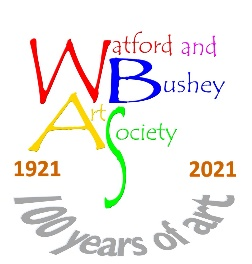 Watford and
Bushey
Art
Society
1921 2021
100 years of art